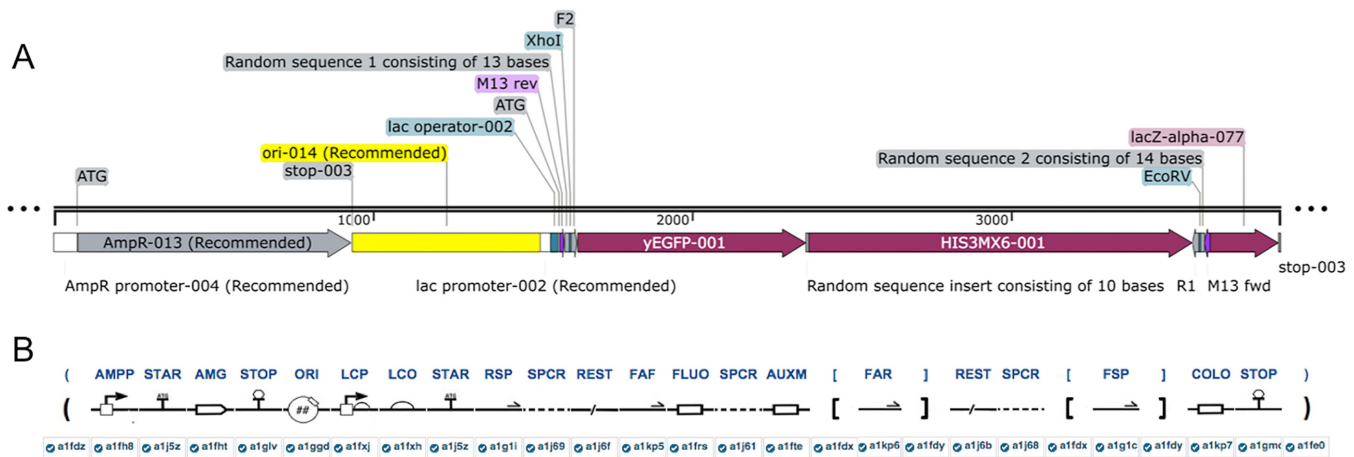 A
F2
XhoI
Random sequence 1 consisting of 13 bases
M13 rev
ATG
lac operator-002
lacZ-alpha-077
ori-014 (Recommended)
Random sequence 2 consisting of 14 bases
stop-003
EcoRV
ATG
... ...
1000 2000 3000
AmpR-013 (Recommended) yEGFP-001 HIS3MX6-001
stop-003
AmpR promoter-004 (Recommended) lac promoter-002 (Recommended) Random sequence insert consisting of 10 bases R1 M13 fwd
B
( AMPP STAR AMG STOP ORI LCP LCO STAR RSP SPCR REST FAF FLUO SPCR AUXM [ FAR ] REST SPCR [ FSP ] COLO STOP )
( ATG ## ATG [ ] [ ] )
a1fdz a1fh8 a1j5z a1fht a1glv a1ggd a1fxj a1fxh a1j5z a1g1i a1j69 a1j6f a1kp5 a1frs a1j61 a1fte a1fdx a1kp6 a1fdy a1j6b a1j68 a1fdx a1g1c a1fdy a1kp7 a1gmc a1fe0